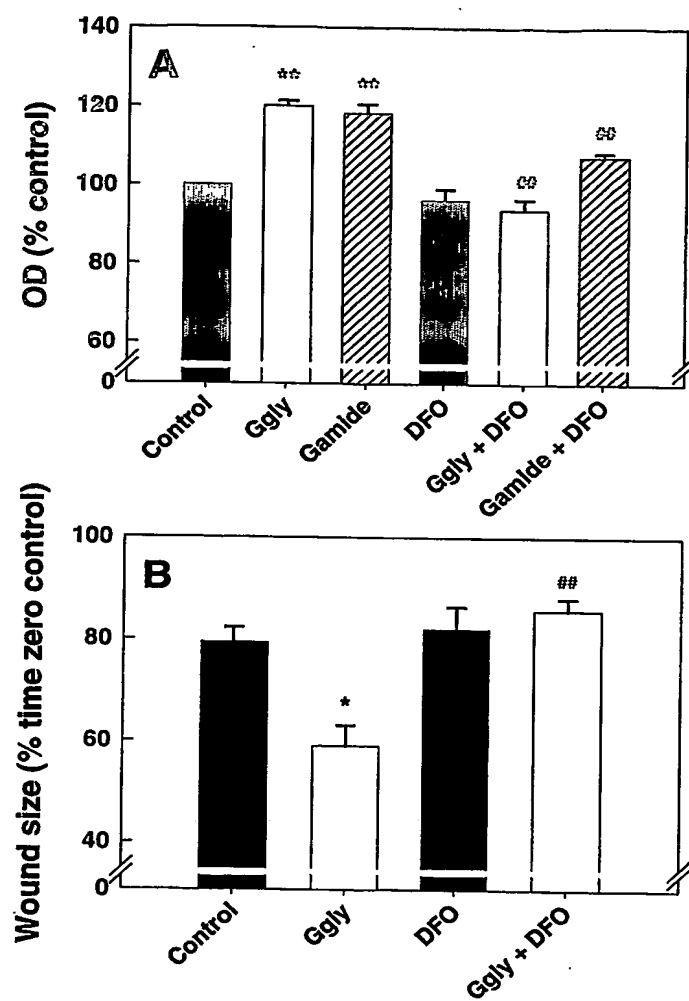 A
OD (% control)
140
120
100
80
60
0
**
**
##
##
Control
Ggly
Gamide
DFO
Ggly + DFO
Gamide + DFO
B
Wound size (% time zero control)
100
80
60
40
0
*
##
Control
Ggly
DFO
Ggly + DFO